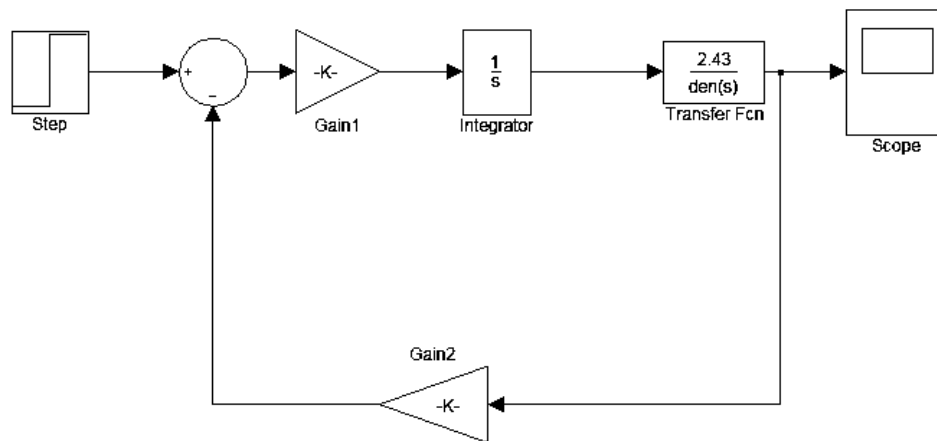 Step
+
−
-K-
Gain1
1
s
Integrator
2.43
den(s)
Transfer Fcn
Scope
Gain2
-K-